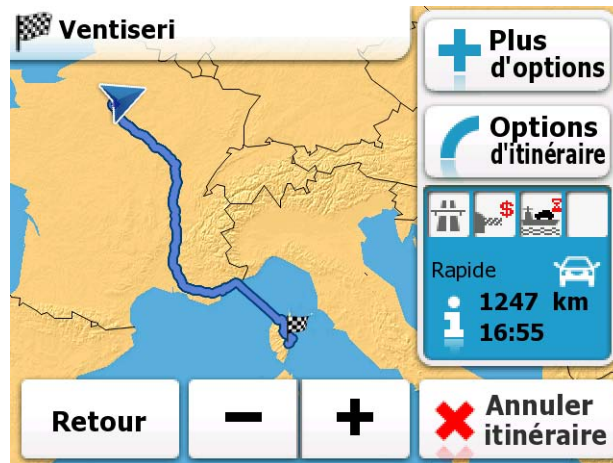 Ventiseri
Plus
d'options
Options
d'itinéraire
$
Rapide
1247 km
16:55
Retour
Annuler
itinéraire